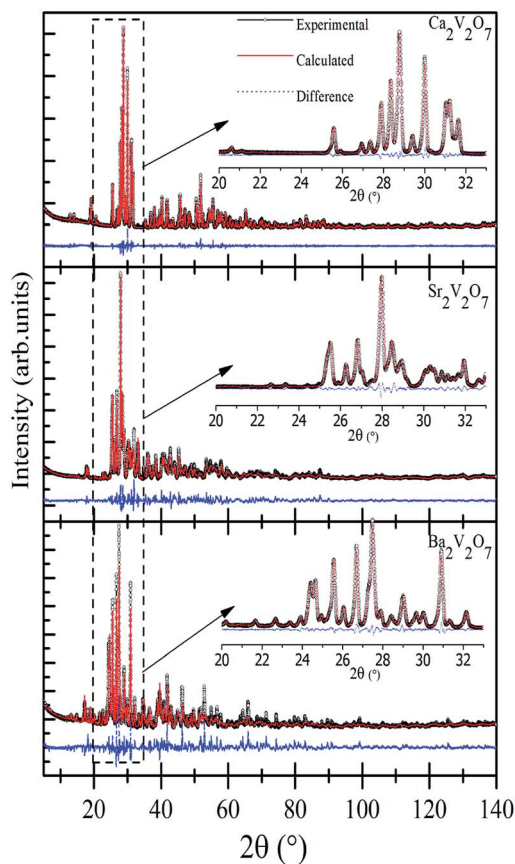 Experimental
Calculated
Difference
Ca2V2O7
20 22 24 26 28 30 32
2θ (°)
Sr2V2O7
20 22 24 26 28 30 32
2θ (°)
Ba2V2O7
20 22 24 26 28 30 32
2θ (°)
Intensity (arb.units)
20 40 60 80 100 120 140
2θ (°)